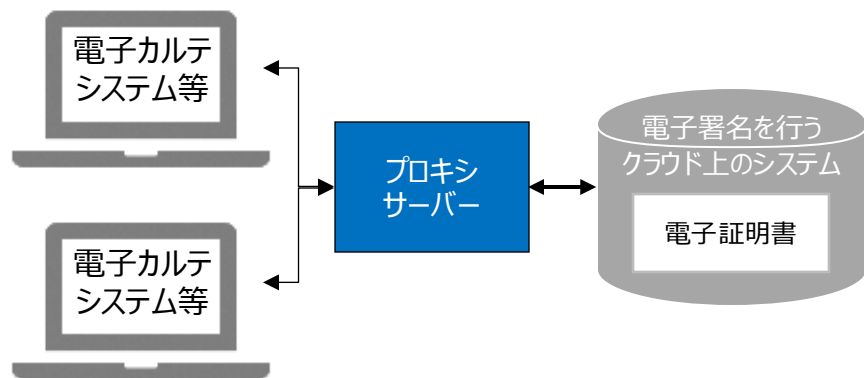 電子カルテ
システム等
プロキシ
サーバー
電子署名を行う
クラウド上のシステム
電子証明書
電子カルテ
システム等